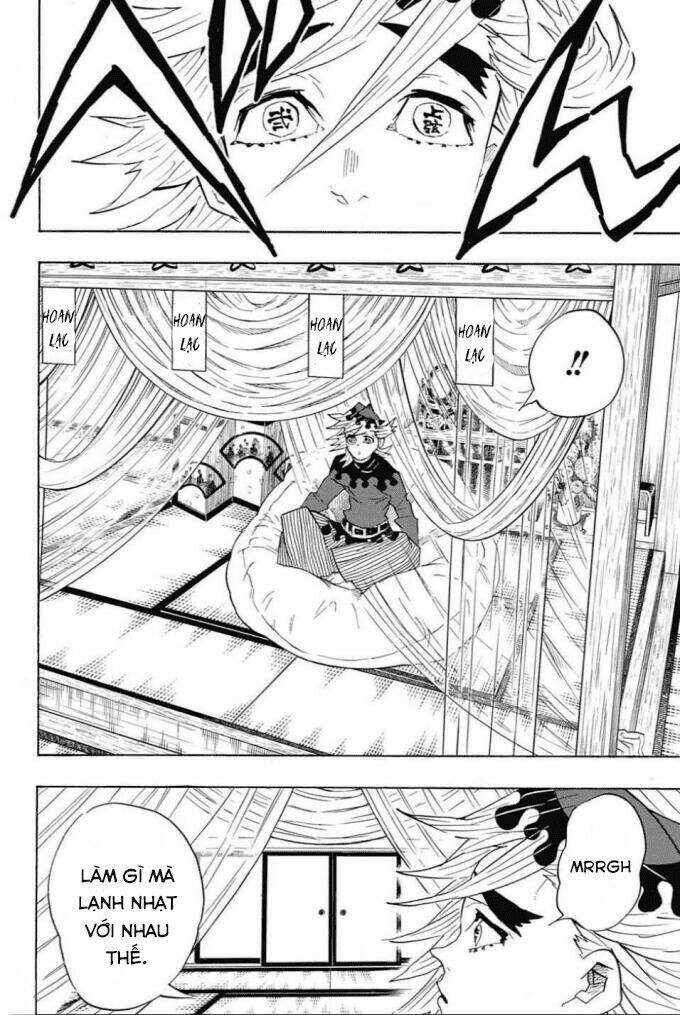 弐
上弦
HOAN
LẠC
HOAN
LẠC
HOAN
LẠC
HOAN
LẠC
!!
MRRGH
LÀM GÌ MÀ
LẠNH NHẠT
VỚI NHAU
THẾ.